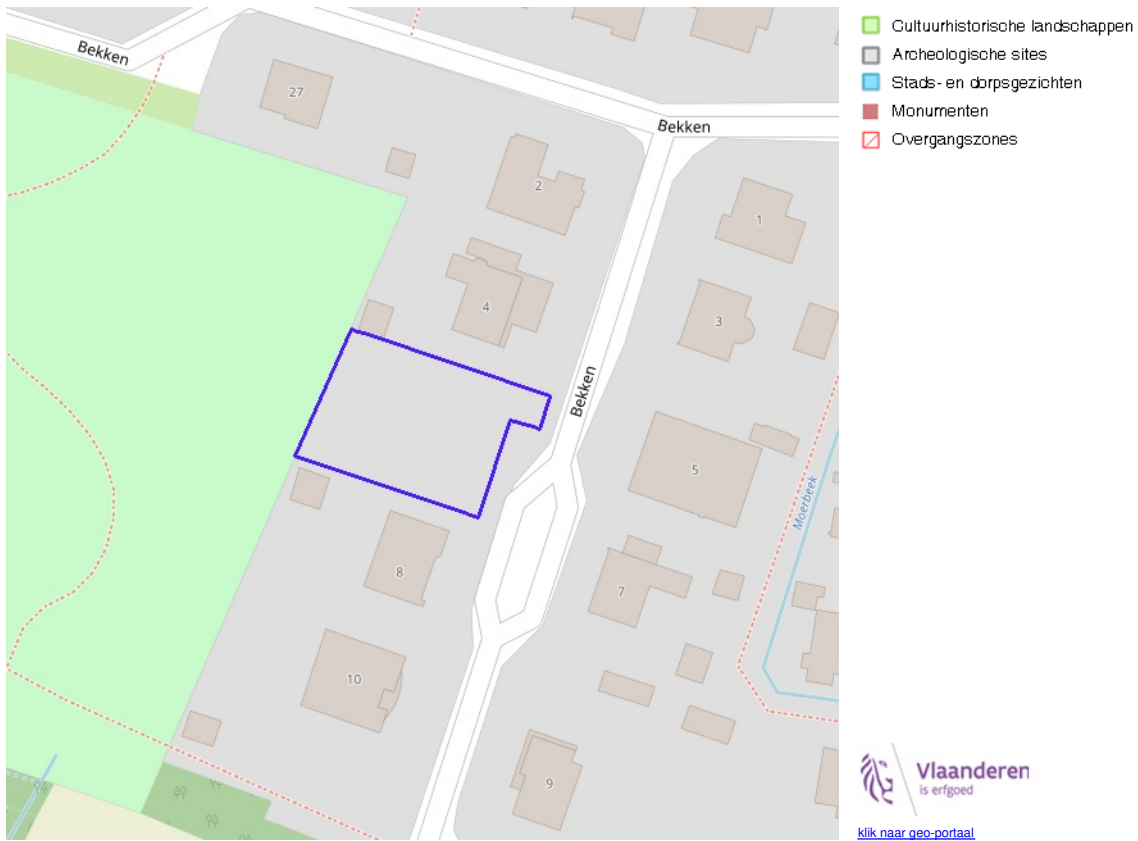 Bekken
27
Bekken
2
1
4
3
Bekken
5
Moerbeek
8
7
10
9
Cultuurhistorische landschappen
Archeologische sites
Stads- en dorpsgezichten
Monumenten
Overgangszones
Vlaanderen
is erfgoed
klik naar geo-portaal